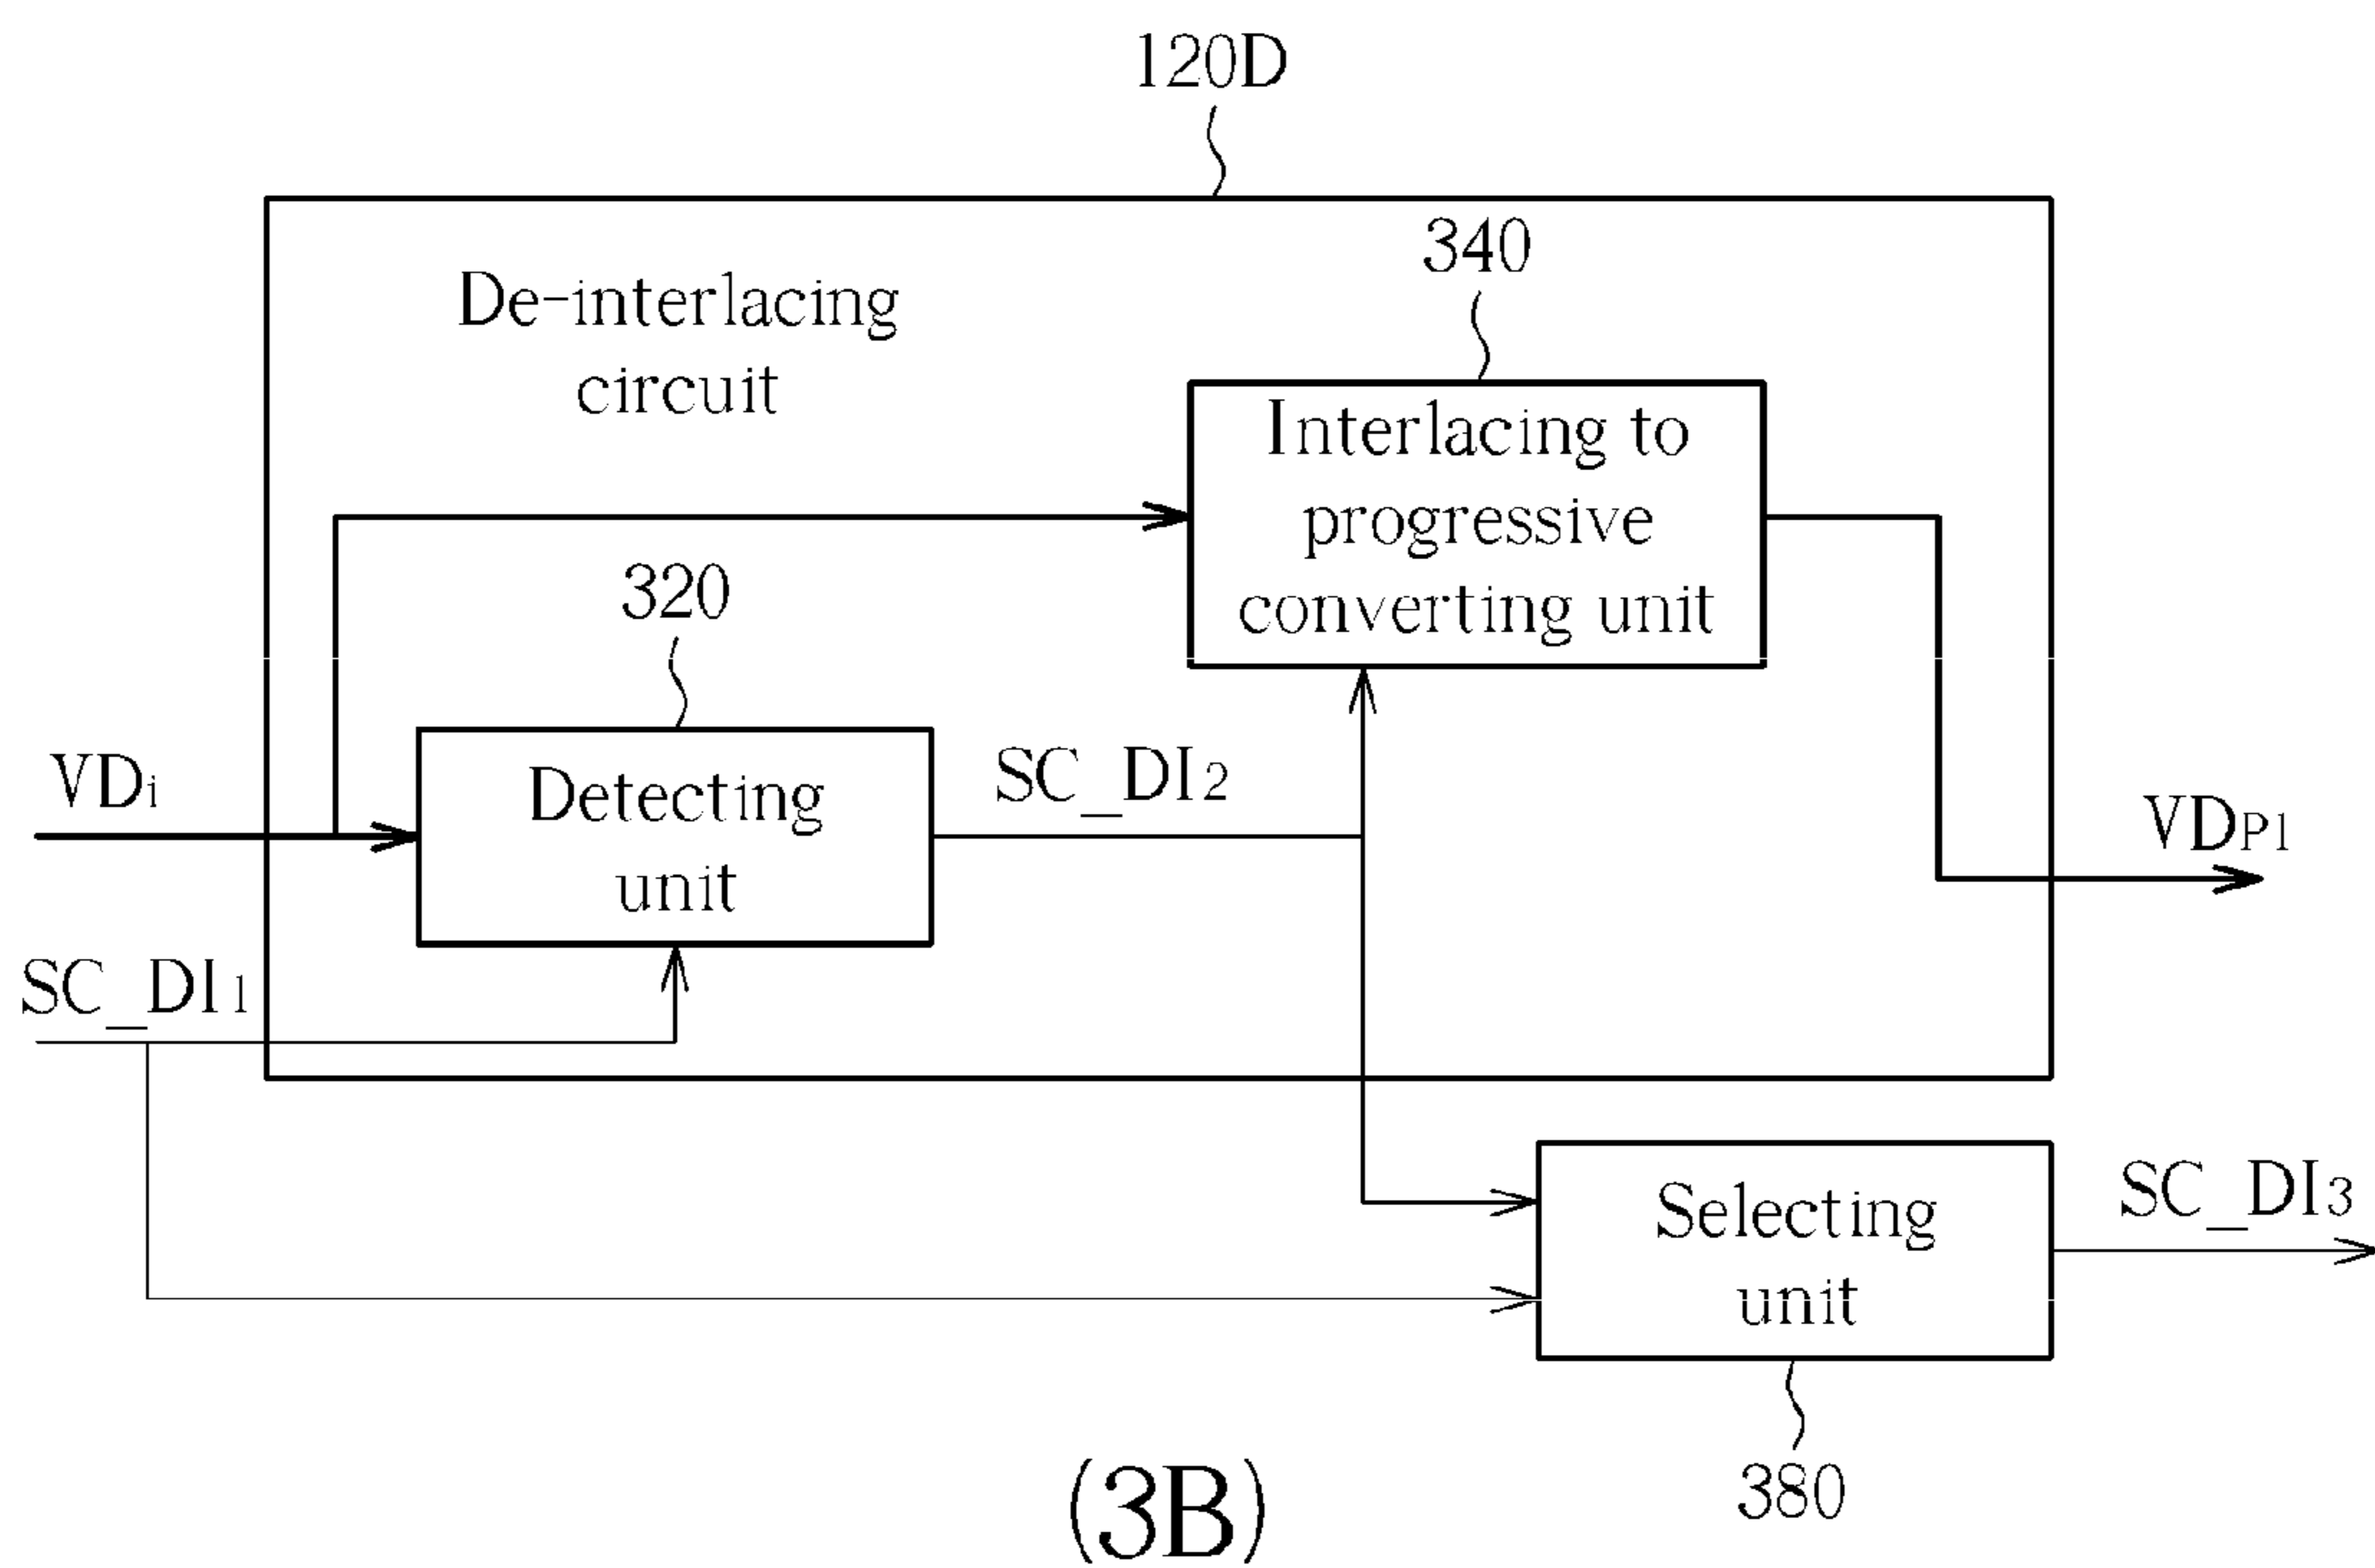 120D
De-interlacing
circuit
340
Interlacing to
progressive
converting unit
320
VDi
Detecting
unit
SC_DI2
VDP1
SC_DI1
Selecting
unit
SC_DI3
380
(3B)